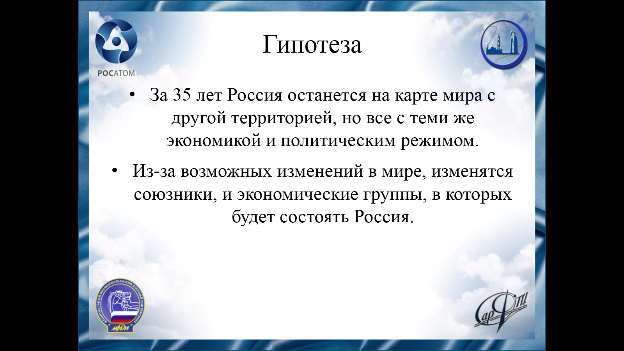 Гипотеза
РОСАТОМ
• За 35 лет Россия останется на карте мира с
другой территорией, но все с теми же
экономикой и политическим режимом.
• Из-за возможных изменений в мире, изменятся
союзники, и экономические группы, в которых
будет состоять Россия.